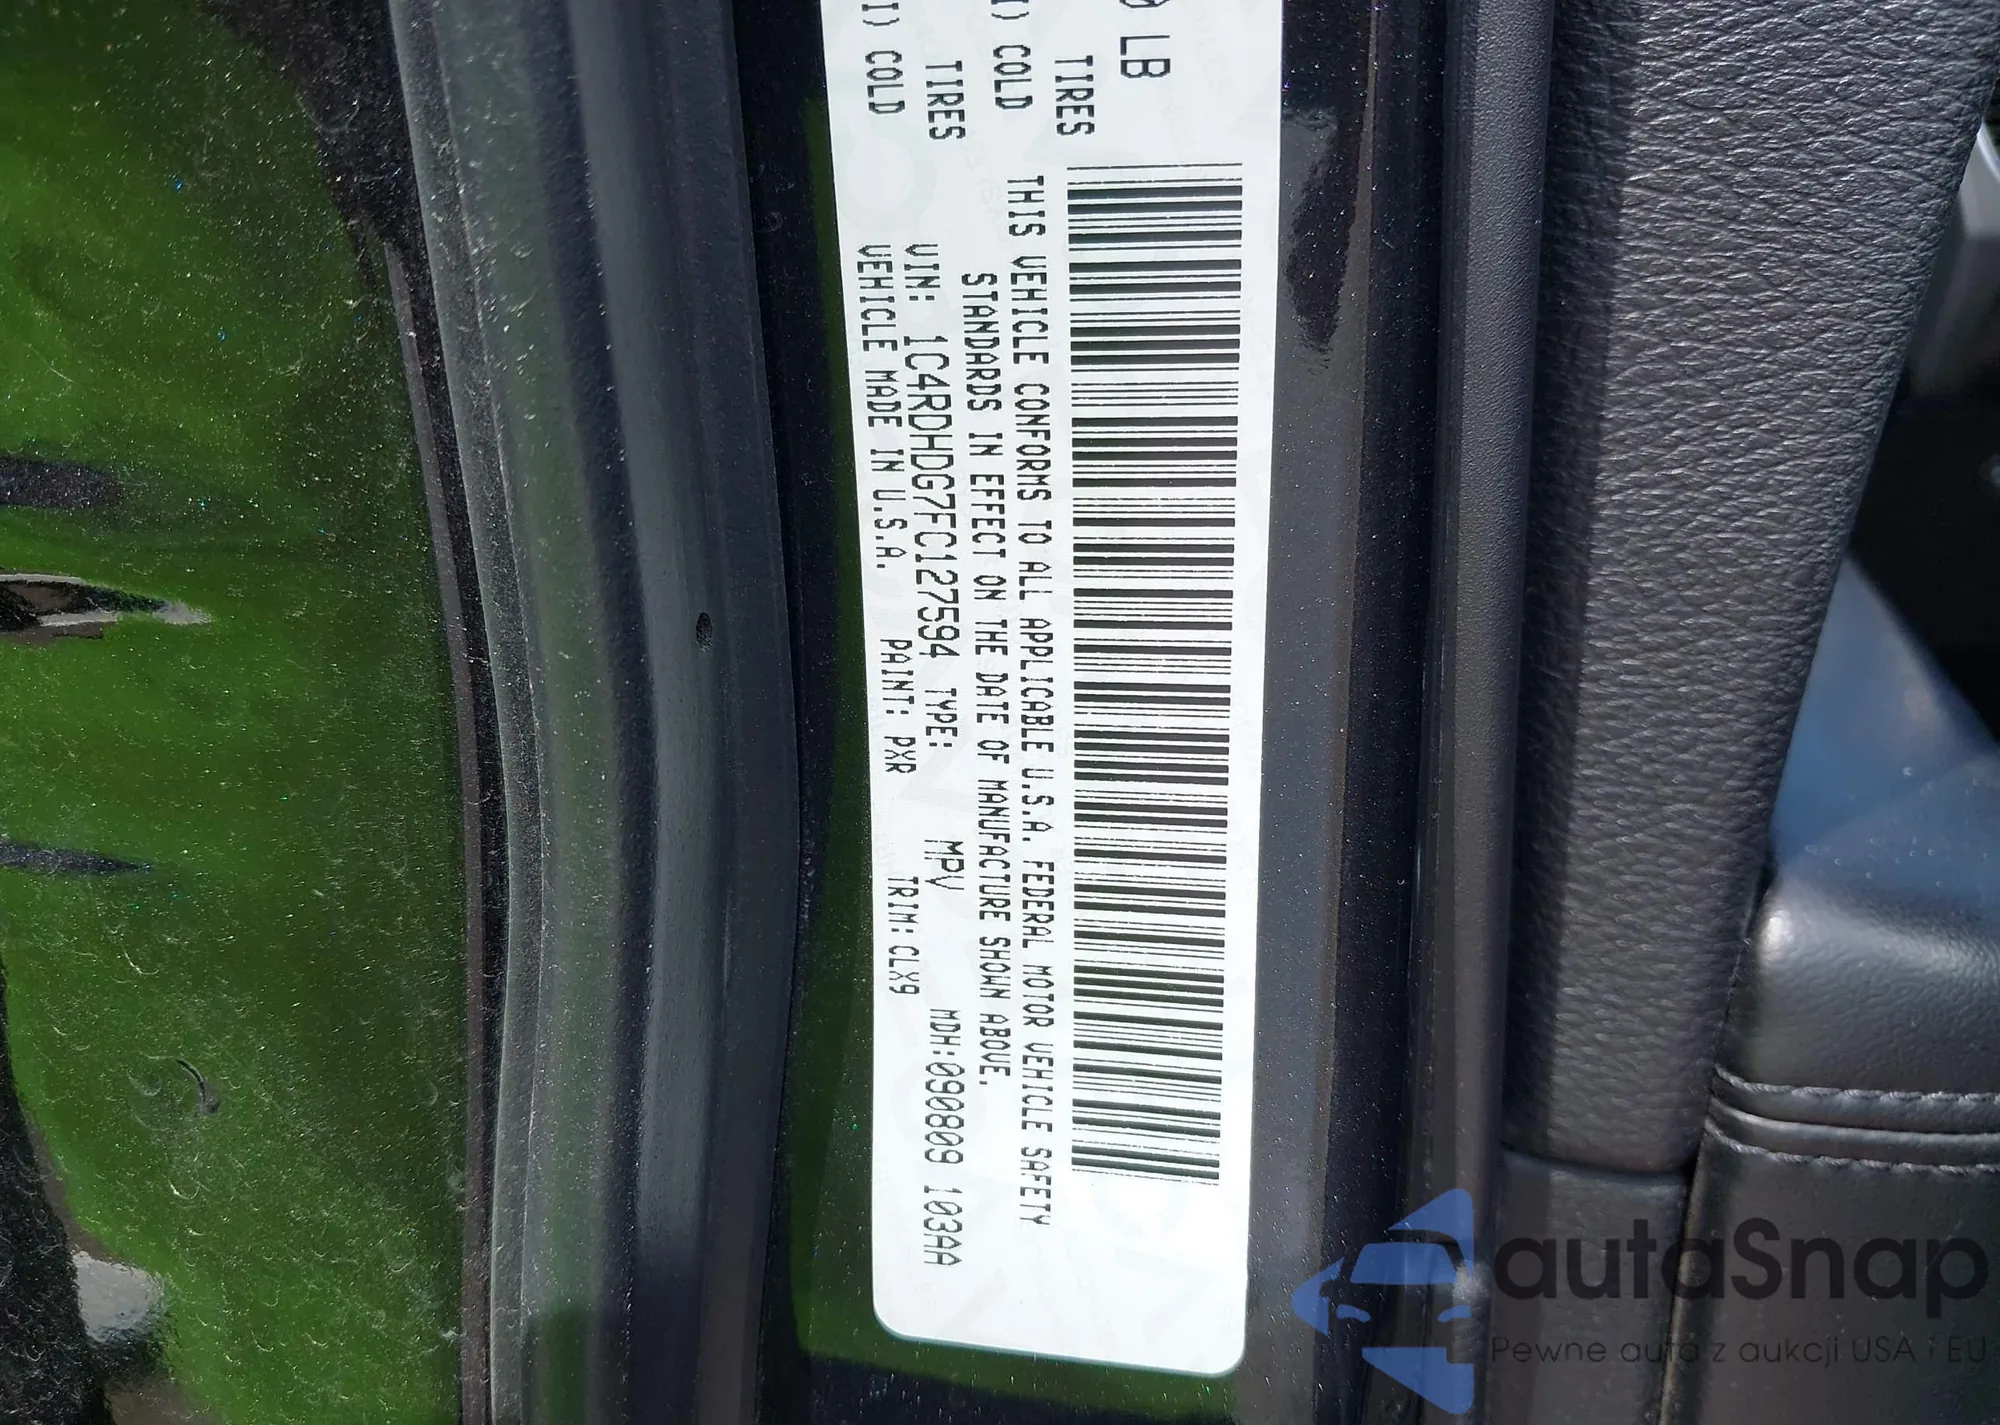 0 LB
TIRES
I) COLD
TIRES
I) COLD
THIS VEHICLE CONFORMS TO ALL APPLICABLE U.S.A. FEDERAL MOTOR VEHICLE SAFETY
STANDARDS IN EFFECT ON THE DATE OF MANUFACTURE SHOWN ABOVE.
VIN: 1C4RDHDG7FC127594 TYPE: MPV MDH:090809 103AA
VEHICLE MADE IN U.S.A. PAINT: PXR TRIM:CLX9
autaSnap
Pewne auta z aukcji USA i EU